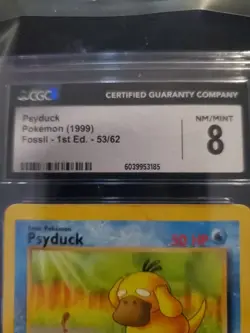 CGC
CERTIFIED GUARANTY COMPANY
Psyduck
Pokemon (1999)
Fossil - 1st Ed. - 53/62
NM/MINT
8
6039953185
Psyduck
50 HP